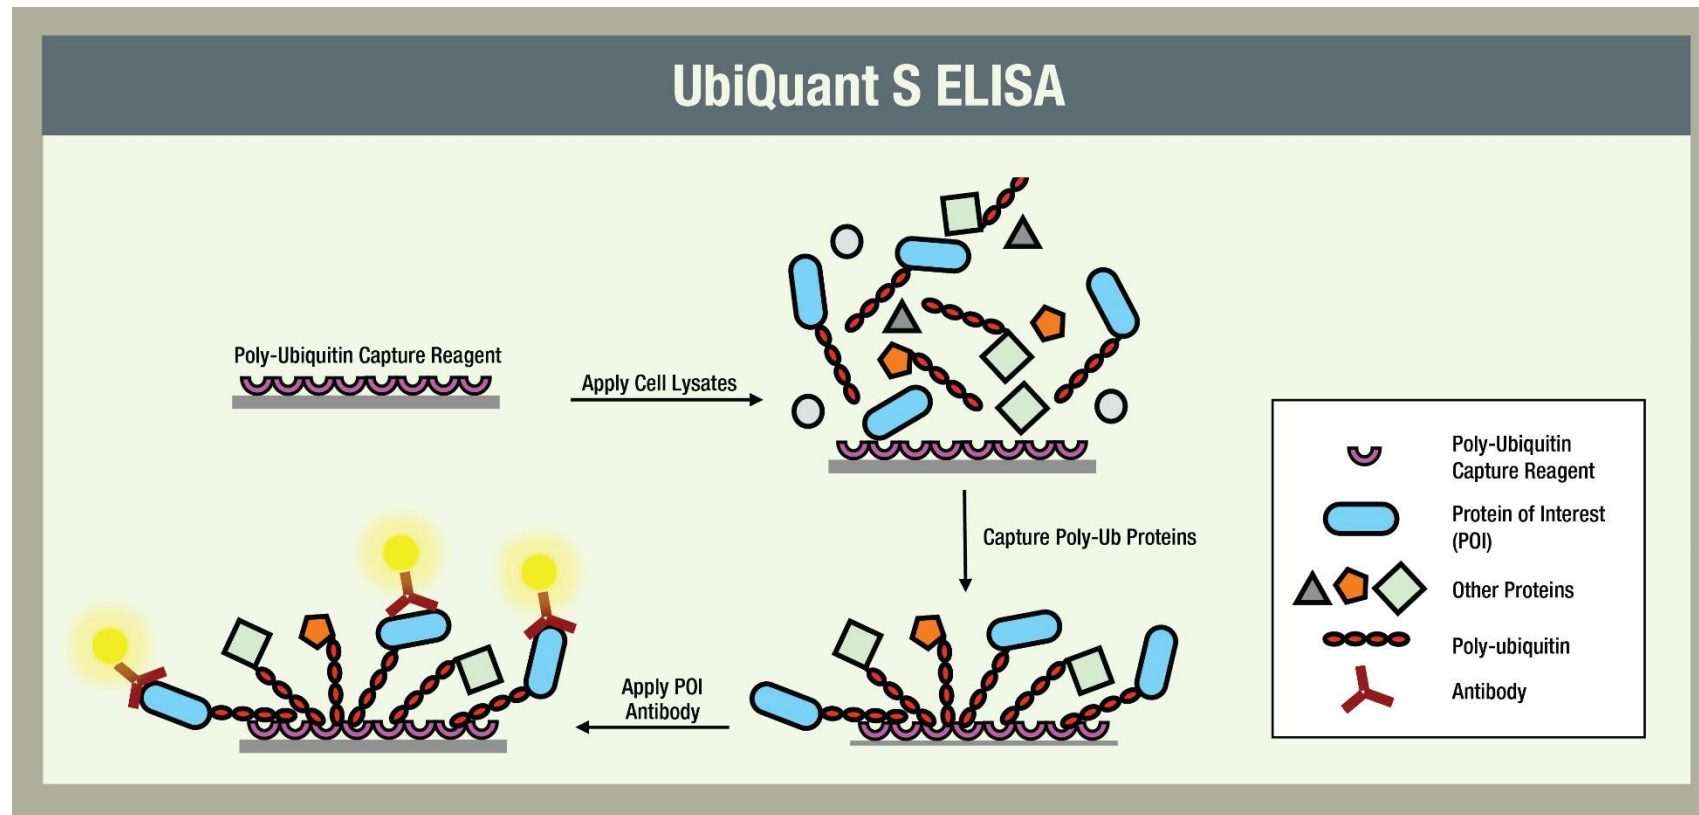 UbiQuant S ELISA
Poly-Ubiquitin Capture Reagent
Apply Cell Lysates
Capture Poly-Ub Proteins
Apply POI
Antibody
Poly-Ubiquitin
Capture Reagent
Protein of Interest
(POI)
Other Proteins
Poly-ubiquitin
Antibody